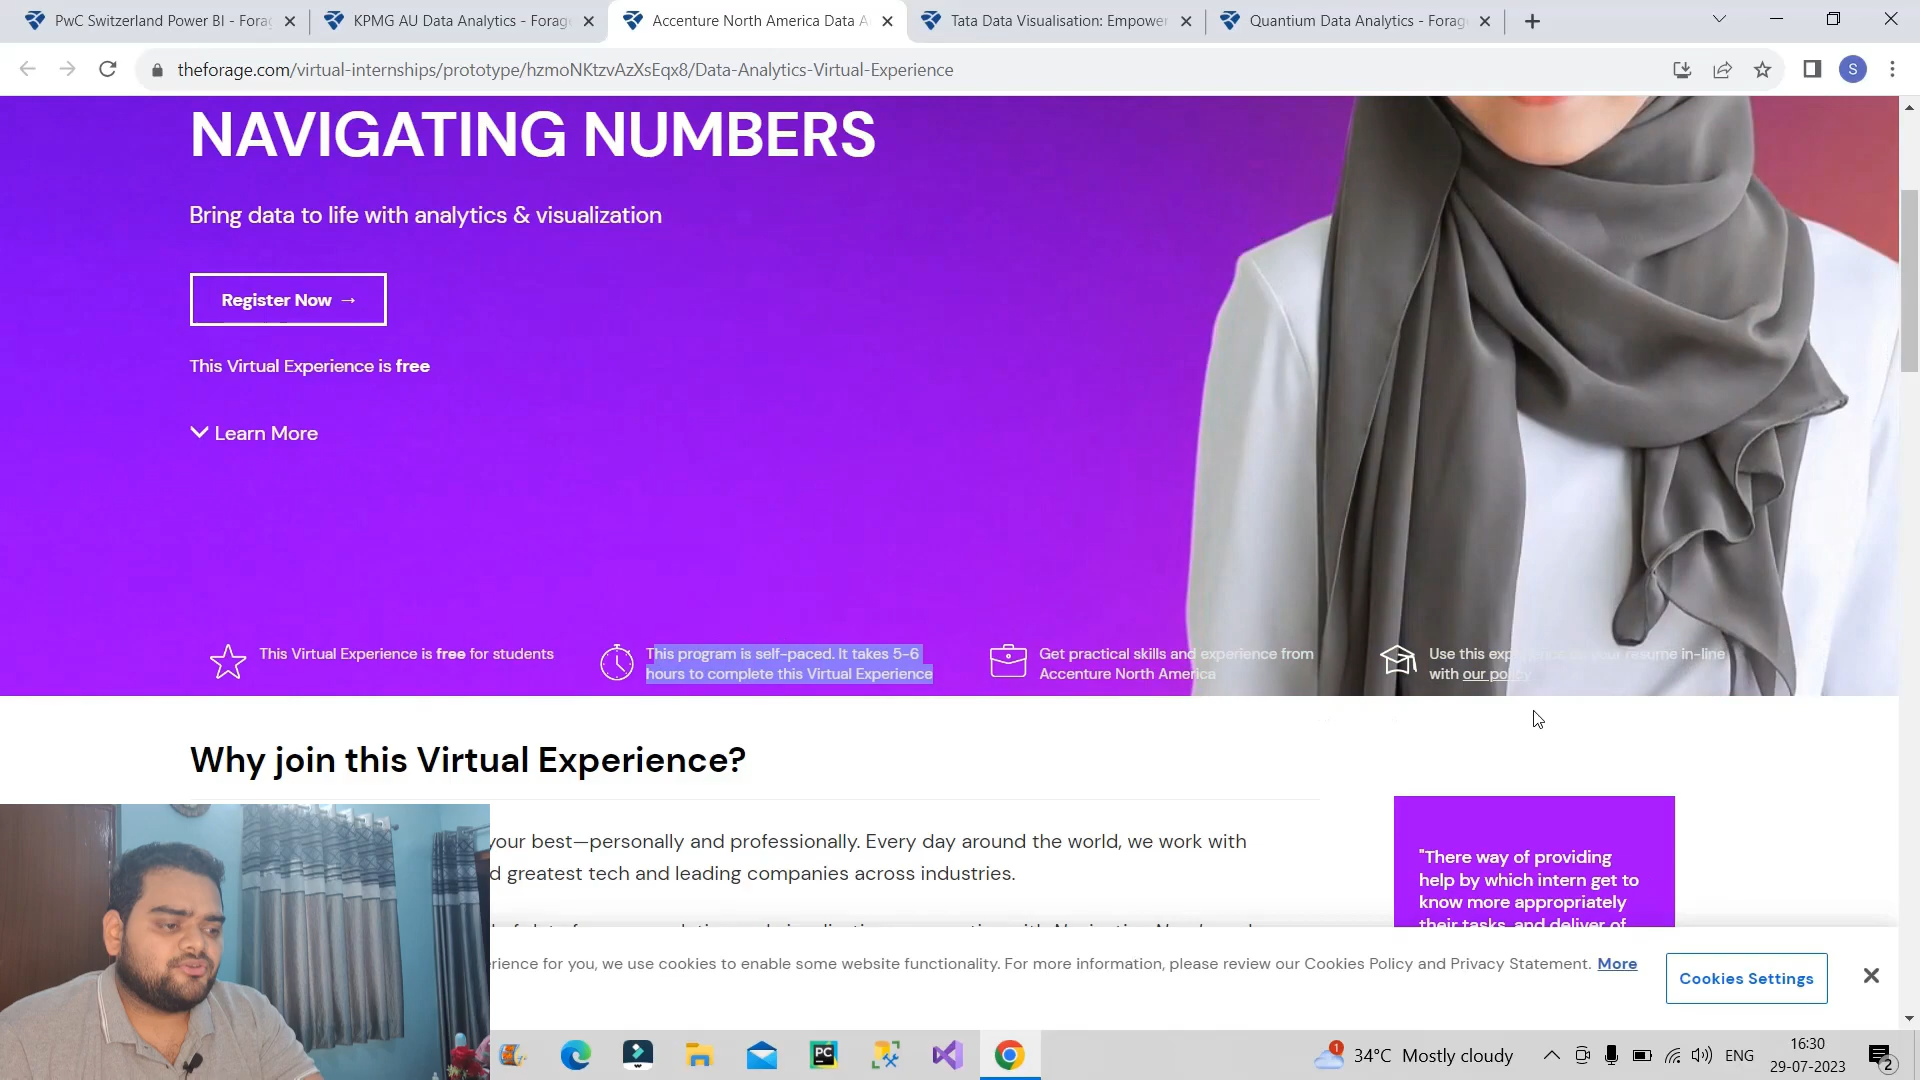 PwC Switzerland Power BI - Forag
KPMG AU Data Analytics - Forage
Accenture North America Data A
Tata Data Visualisation: Empower
Quantium Data Analytics - Forag
theforage.com/virtual-internships/prototype/hzmoNKtzvAzXsEqx8/Data-Analytics-Virtual-Experience
S
NAVIGATING NUMBERS
Bring data to life with analytics & visualization
Register Now →
This Virtual Experience is free
Learn More
This Virtual Experience is free for students
This program is self-paced. It takes 5-6
hours to complete this Virtual Experience
Get practical skills and experience from
Accenture North America
Use this experience on your resume in-line
with our policy
Why join this Virtual Experience?
your best—personally and professionally. Every day around the world, we work with
d greatest tech and leading companies across industries.
"There way of providing
help by which intern get to
know more appropriately
their tasks, and deliver of
rience for you, we use cookies to enable some website functionality. For more information, please review our Cookies Policy and Privacy Statement. More
Cookies Settings
PC
1
34°C Mostly cloudy
ENG
16:30
29-07-2023
2